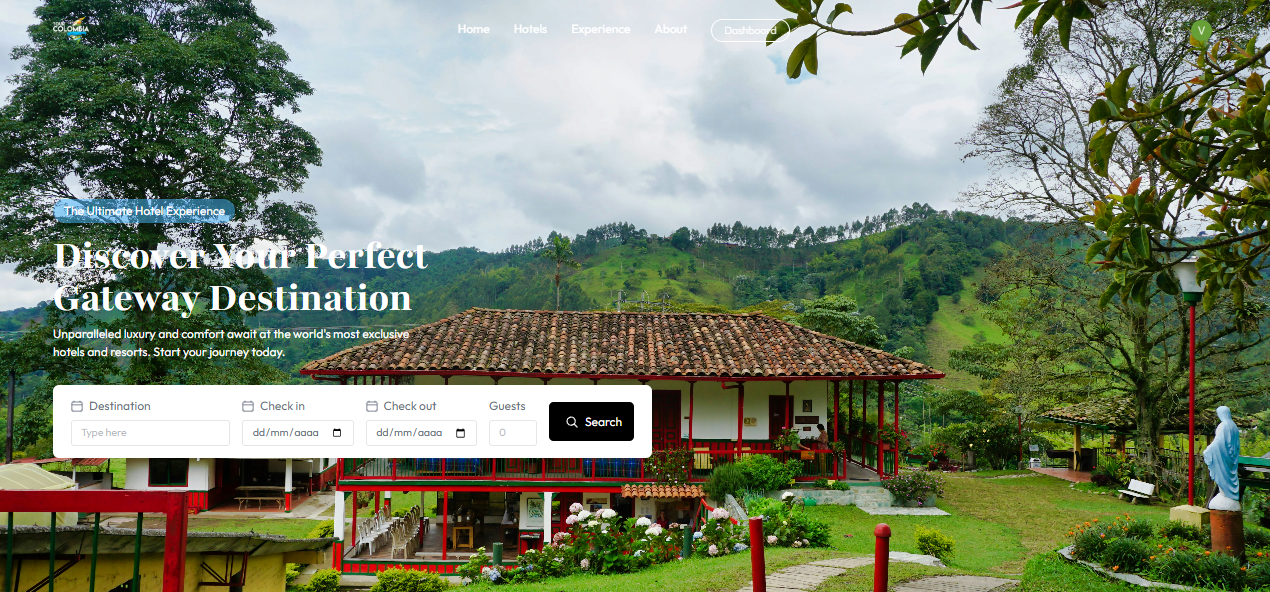 COLOMBIA
Home
Hotels
Experience
About
Dashboard
V
The Ultimate Hotel Experience
Discover Your Perfect
Gateway Destination
Unparalleled luxury and comfort await at the world's most exclusive
hotels and resorts. Start your journey today.
Destination
Check in
Check out
Guests
Type here
dd/mm/aaaa
dd/mm/aaaa
0
Search